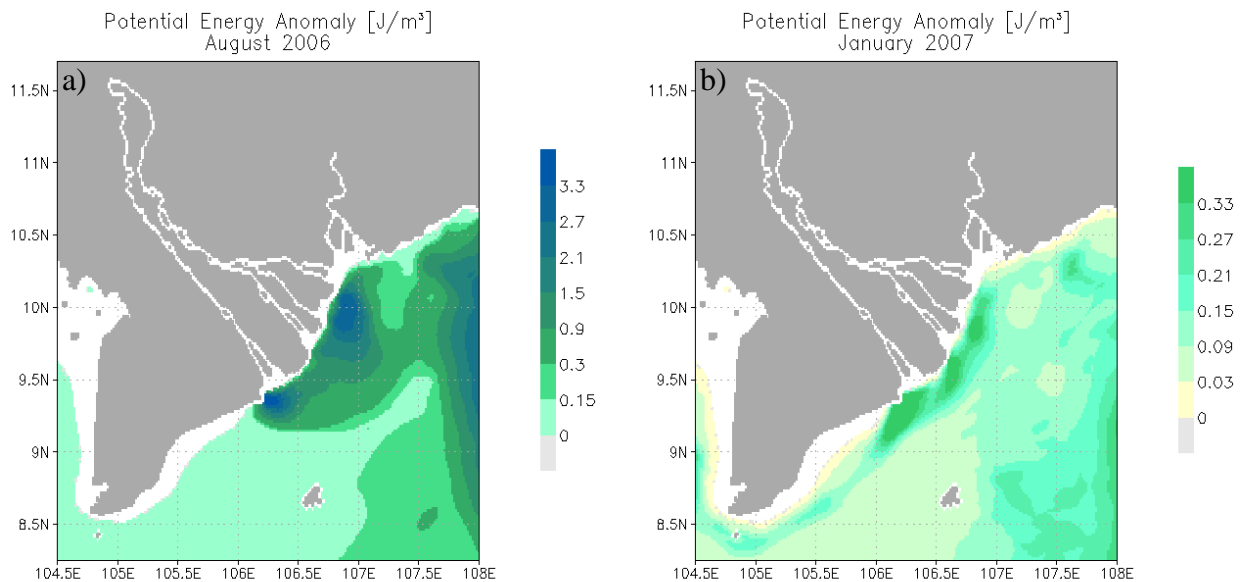 Potential Energy Anomaly [J/m³]
August 2006
a)
11.5N
11N
10.5N
10N
9.5N
9N
8.5N
104.5E 105E 105.5E 106E 106.5E 107E 107.5E 108E
3.3
2.7
2.1
1.5
0.9
0.3
0.15
0
Potential Energy Anomaly [J/m³]
January 2007
b)
11.5N
11N
10.5N
10N
9.5N
9N
8.5N
104.5E 105E 105.5E 106E 106.5E 107E 107.5E 108E
0.33
0.27
0.21
0.15
0.09
0.03
0